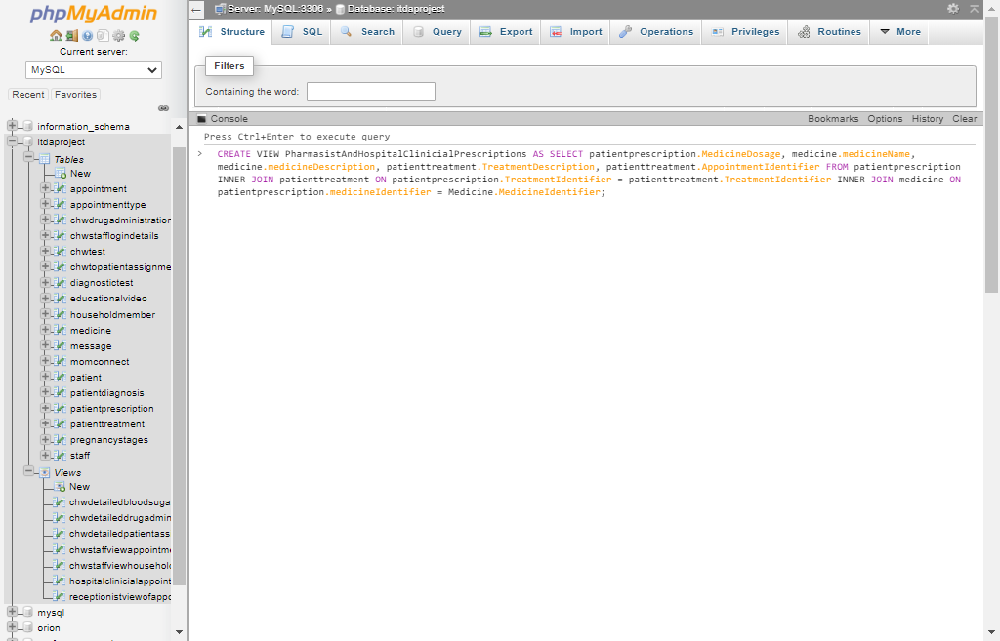 phpMyAdmin
Current server:
MySQL
Recent Favorites
information_schema
itdaproject
Tables
New
appointment
appointmenttype
chwdrugadministration
chwstafflogindetails
chwtest
chwtopatientassignme
diagnostictest
educationalvideo
householdmember
medicine
message
momconnect
patient
patientdiagnosis
patientprescription
patienttreatment
pregnancystages
staff
Views
New
chwdetailedbloodsuga
chwdetaileddrugadmin
chwdetailedpatientass
chwstaffviewappointme
chwstaffviewhousehol
hospitalclinicialappoint
receptionistviewofappo
mysql
orion
Server: MySQL:3306 » Database: itdaproject
Structure SQL Search Query Export Import Operations Privileges Routines More
Filters
Containing the word:
Console Bookmarks Options History Clear
Press Ctrl+Enter to execute query
> CREATE VIEW PharmasistAndHospitalClinicialPrescriptions AS SELECT patientprescription.MedicineDosage, medicine.medicineName,
medicine.medicineDescription, patienttreatment.TreatmentDescription, patienttreatment.AppointmentIdentifier FROM patientprescription
INNER JOIN patienttreatment ON patientprescription.TreatmentIdentifier = patienttreatment.TreatmentIdentifier INNER JOIN medicine ON
patientprescription.medicineIdentifier = Medicine.MedicineIdentifier;